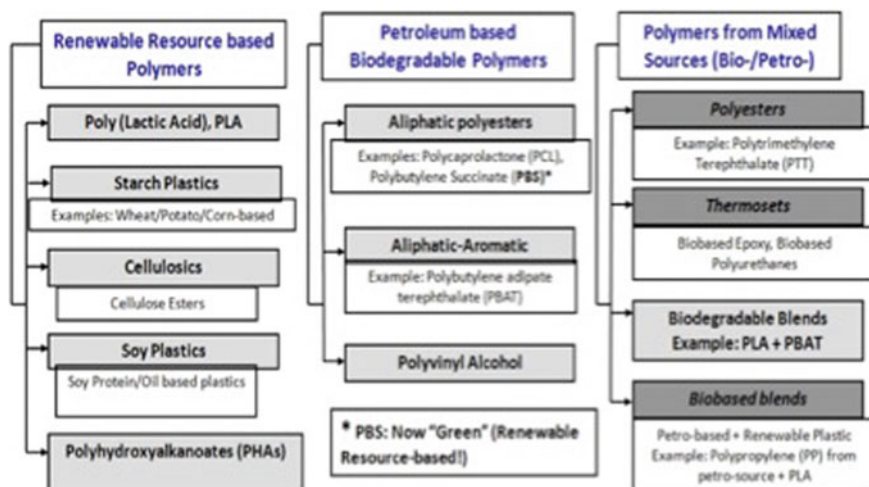 Renewable Resource based
Polymers
Poly (Lactic Acid), PLA
Starch Plastics
Examples: Wheat/Potato/Corn-based
Cellulosics
Cellulose Esters
Soy Plastics
Soy Protein/Oil based plastics
Polyhydroxyalkanoates (PHAs)
Petroleum based
Biodegradable Polymers
Aliphatic polyesters
Examples: Polycaprolactone (PCL),
Polybutylene Succinate (PBS)*
Aliphatic-Aromatic
Example: Polybutylene adipate
terephthalate (PBAT)
Polyvinyl Alcohol
* PBS: Now "Green" (Renewable
Resource-based!)
Polymers from Mixed
Sources (Bio-/Petro-)
Polyesters
Example: Polytrimethylene
Terephthalate (PTT)
Thermosets
Biobased Epoxy, Biobased
Polyurethanes
Biodegradable Blends
Example: PLA + PBAT
Biobased blends
Petro-based + Renewable Plastic
Example: Polypropylene (PP) from
petro-source + PLA